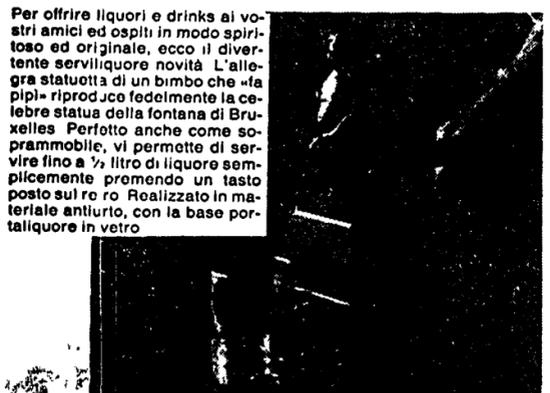 Per offrire liquori e drinks ai vo-
stri amici ed ospiti in modo spiri-
toso ed originale, ecco il diver-
tente serviliquore novità L'alle-
gra statuetta di un bimbo che «fa
pipì» riproduce fedelmente la ce-
lebre statua della fontana di Bru-
xelles Perfetto anche come so-
prammobile, vi permette di ser-
vire fino a ½ litro di liquore sem-
plicemente premendo un tasto
posto sul re ro Realizzato in ma-
teriale antiurto, con la base por-
taliquore in vetro